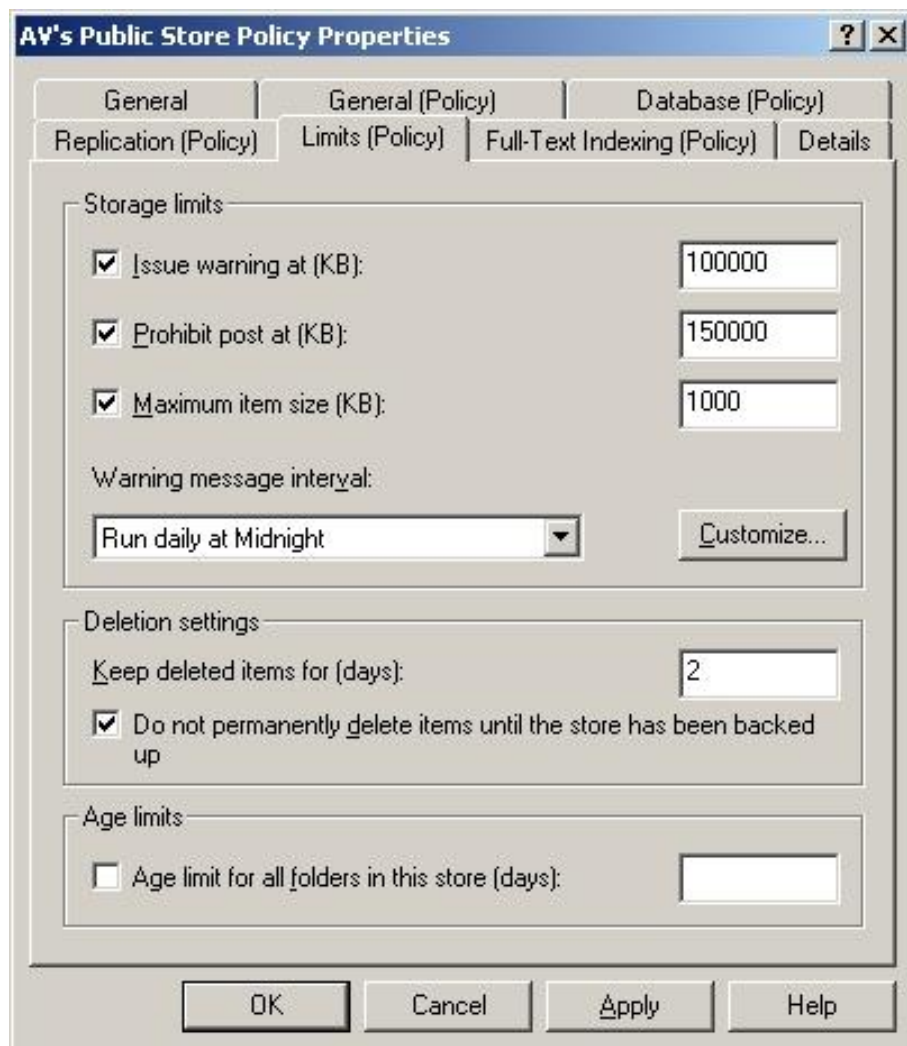 AV's Public Store Policy Properties
General
General (Policy)
Database (Policy)
Replication (Policy)
Limits (Policy)
Full-Text Indexing (Policy)
Details
Storage limits
Issue warning at (KB):
100000
Prohibit post at (KB):
150000
Maximum item size (KB):
1000
Warning message interval:
Run daily at Midnight
Customize...
Deletion settings
Keep deleted items for (days):
2
Do not permanently delete items until the store has been backed
up
Age limits
Age limit for all folders in this store (days):
OK
Cancel
Apply
Help